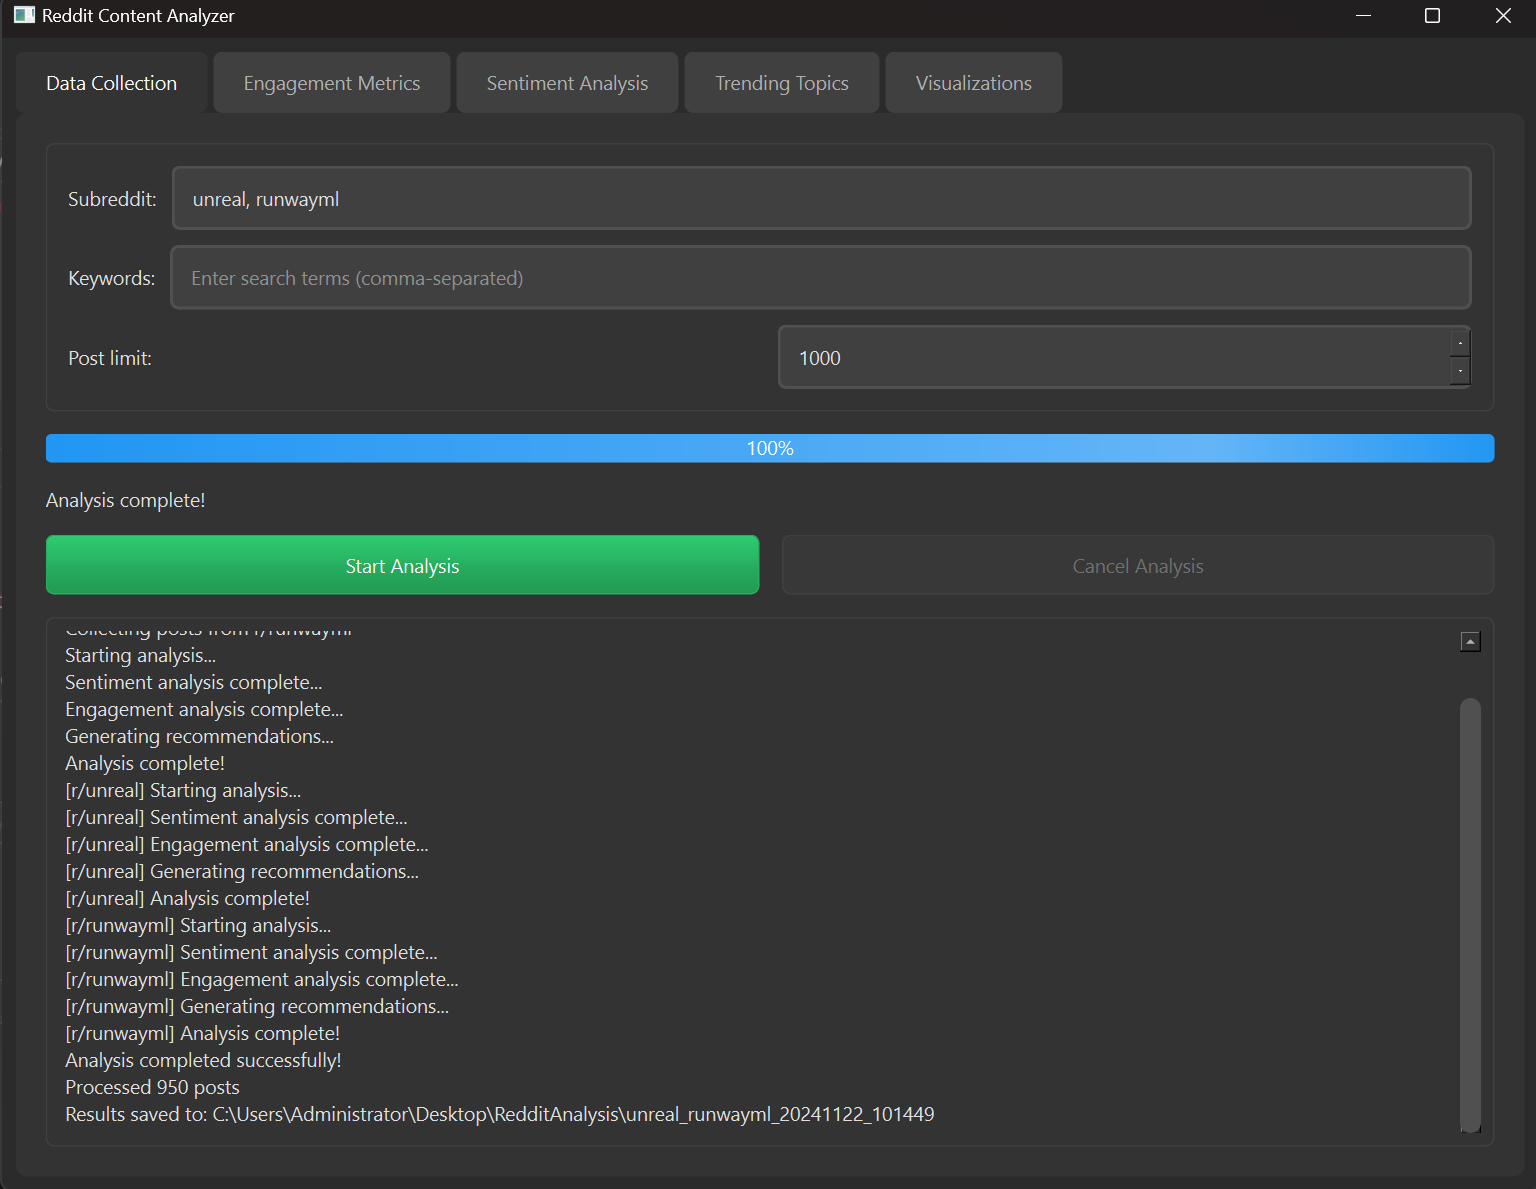 Reddit Content Analyzer
Data Collection
Engagement Metrics
Sentiment Analysis
Trending Topics
Visualizations
Subreddit:
unreal, runwayml
Keywords:
Enter search terms (comma-separated)
Post limit:
1000
100%
Analysis complete!
Start Analysis
Cancel Analysis
Collecting posts from r/runwayml
Starting analysis...
Sentiment analysis complete...
Engagement analysis complete...
Generating recommendations...
Analysis complete!
[r/unreal] Starting analysis...
[r/unreal] Sentiment analysis complete...
[r/unreal] Engagement analysis complete...
[r/unreal] Generating recommendations...
[r/unreal] Analysis complete!
[r/runwayml] Starting analysis...
[r/runwayml] Sentiment analysis complete...
[r/runwayml] Engagement analysis complete...
[r/runwayml] Generating recommendations...
[r/runwayml] Analysis complete!
Analysis completed successfully!
Processed 950 posts
Results saved to: C:\Users\Administrator\Desktop\RedditAnalysis\unreal_runwayml_20241122_101449